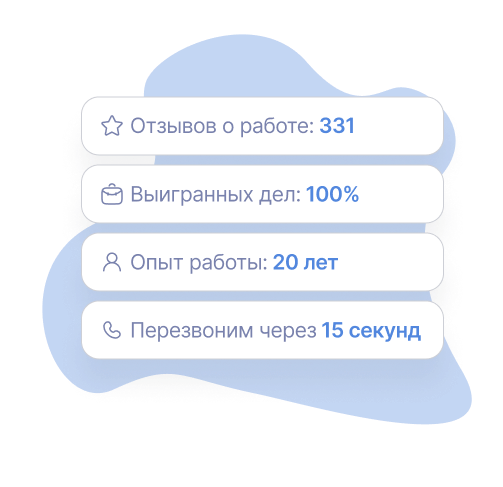 Отзывов о работе: 331
Выигранных дел: 100%
Опыт работы: 20 лет
Перезвоним через 15 секунд